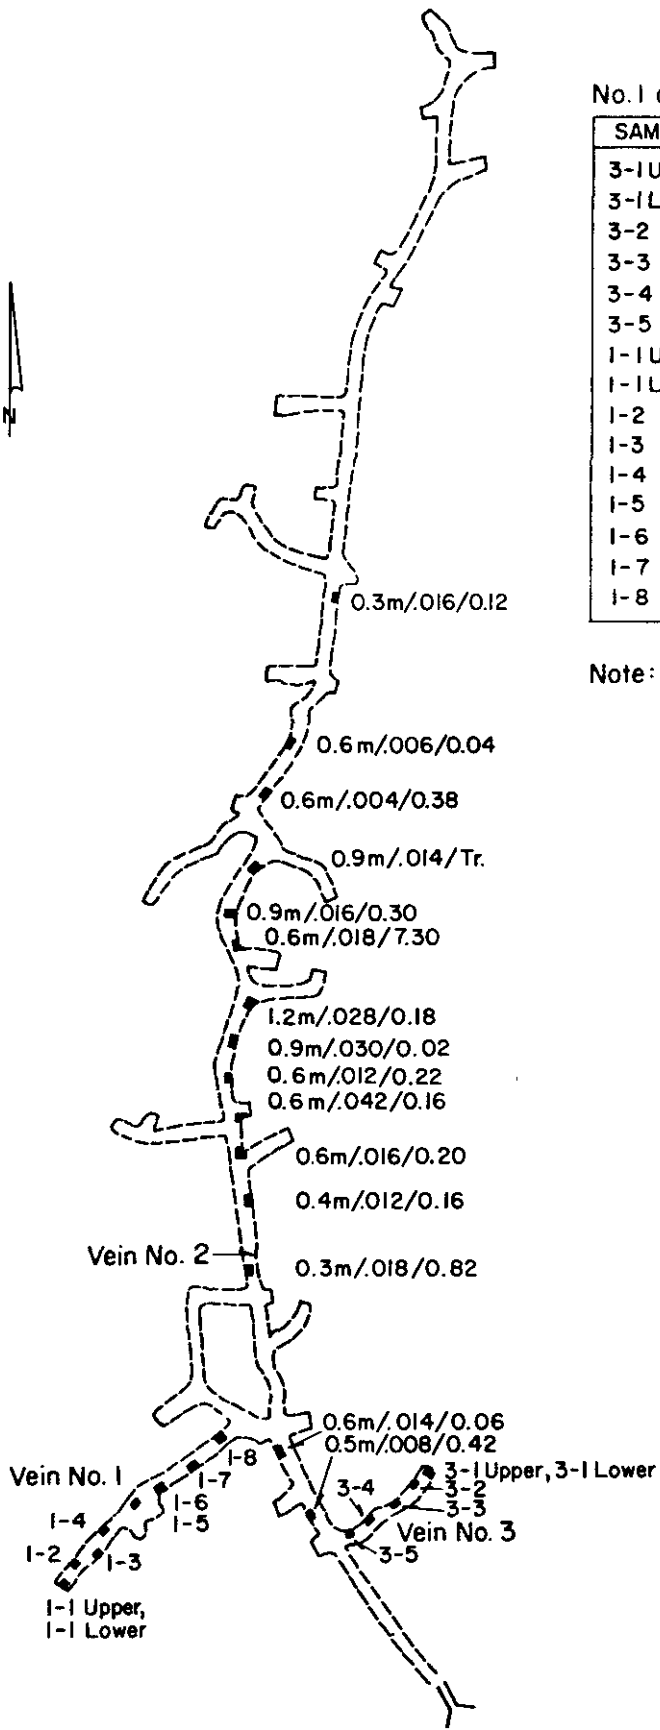 No. 1
SAM
3-1U
3-1L
3-2
3-3
3-4
3-5
1-1U
1-1L
1-2
1-3
1-4
1-5
1-6
1-7
1-8
Note:
N
0.3m/.016/0.12
0.6m/.006/0.04
0.6m/.004/0.38
0.9m/.014/Tr.
0.9m/.016/0.30
0.6m/.018/7.30
1.2m/.028/0.18
0.9m/.030/0.02
0.6m/.012/0.22
0.6m/.042/0.16
0.6m/.016/0.20
0.4m/.012/0.16
Vein No. 2
0.3m/.018/0.82
0.6m/.014/0.06
0.5m/.008/0.42
1-8
1-7
Vein No. 1
1-6
1-5
1-4
1-2
1-3
1-1 Upper,
1-1 Lower
3-1 Upper, 3-1 Lower
3-4
3-2
3-3
Vein No. 3
3-5